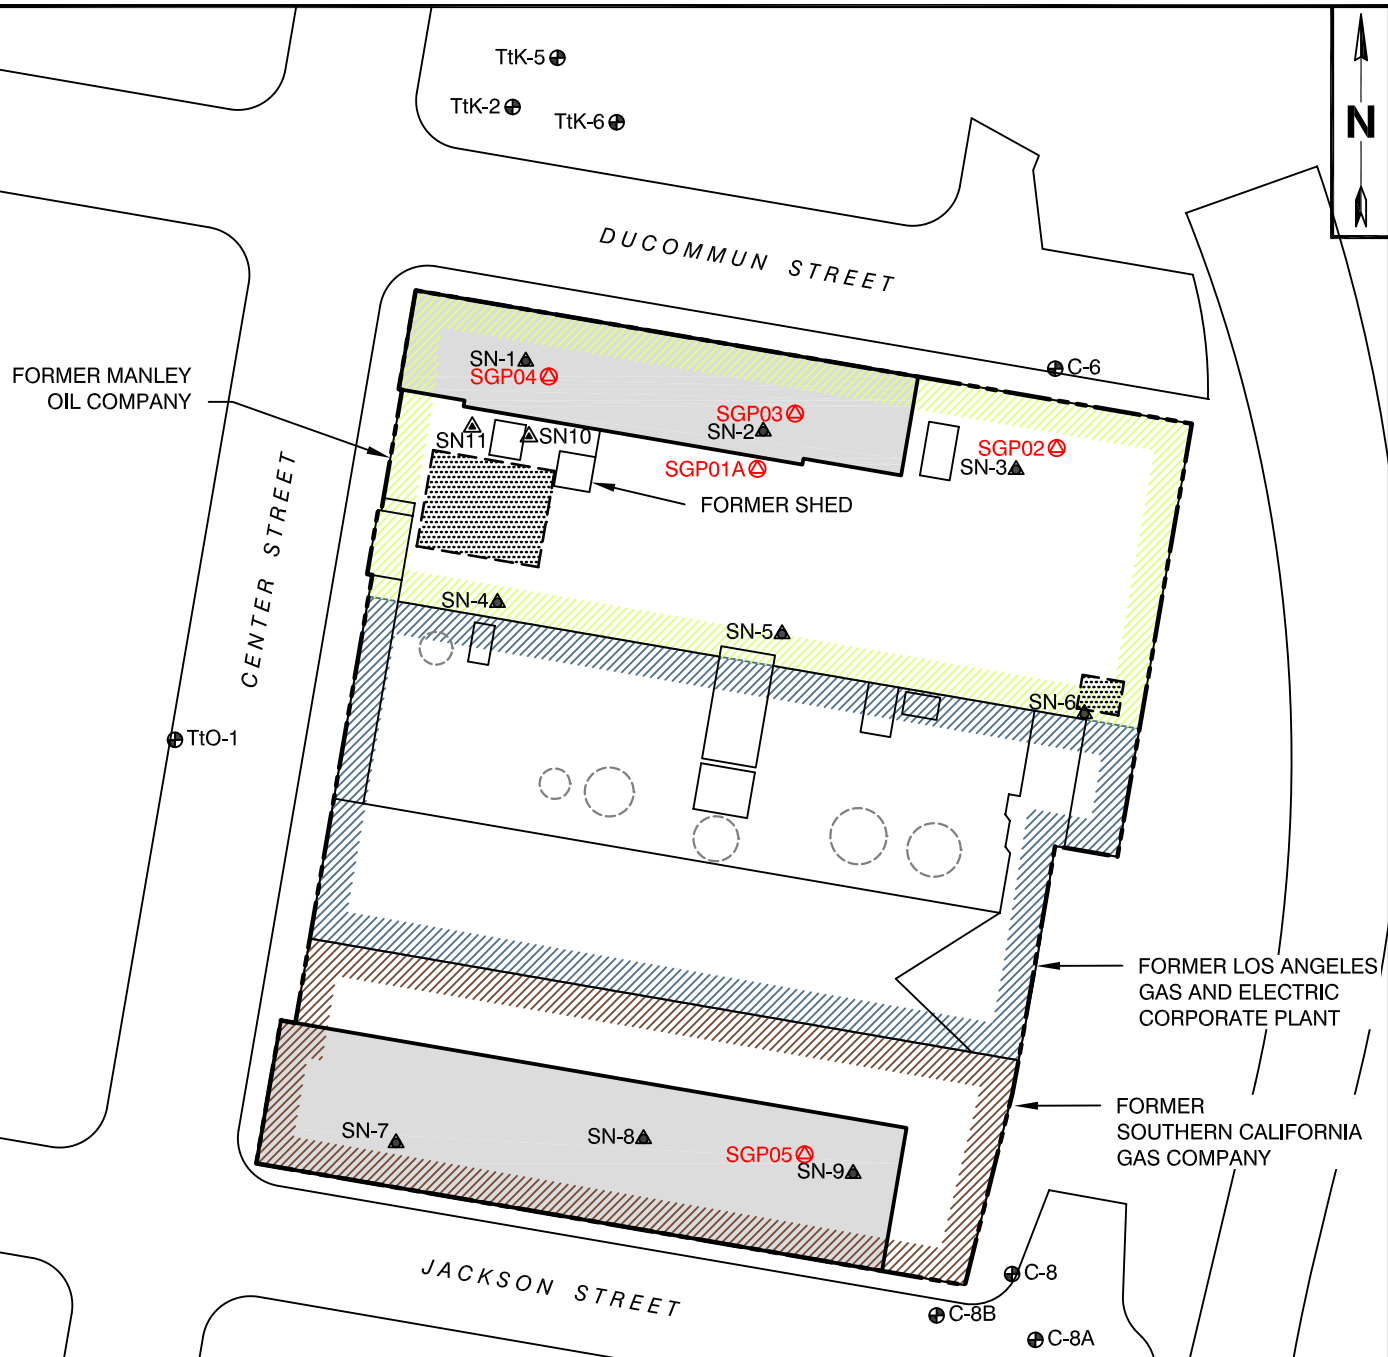 TtK-5
TtK-2
TtK-6
N
DUCOMMUN STREET
C-6
FORMER MANLEY
OIL COMPANY
SN-1
SGP04
SGP03
SN-2
SN11
SN10
SGP01A
SGP02
SN-3
FORMER SHED
CENTER STREET
SN-4
SN-5
SN-6
TtO-1
FORMER LOS ANGELES
GAS AND ELECTRIC
CORPORATE PLANT
FORMER
SOUTHERN CALIFORNIA
GAS COMPANY
SN-7
SN-8
SGP05
SN-9
JACKSON STREET
C-8
C-8B
C-8A